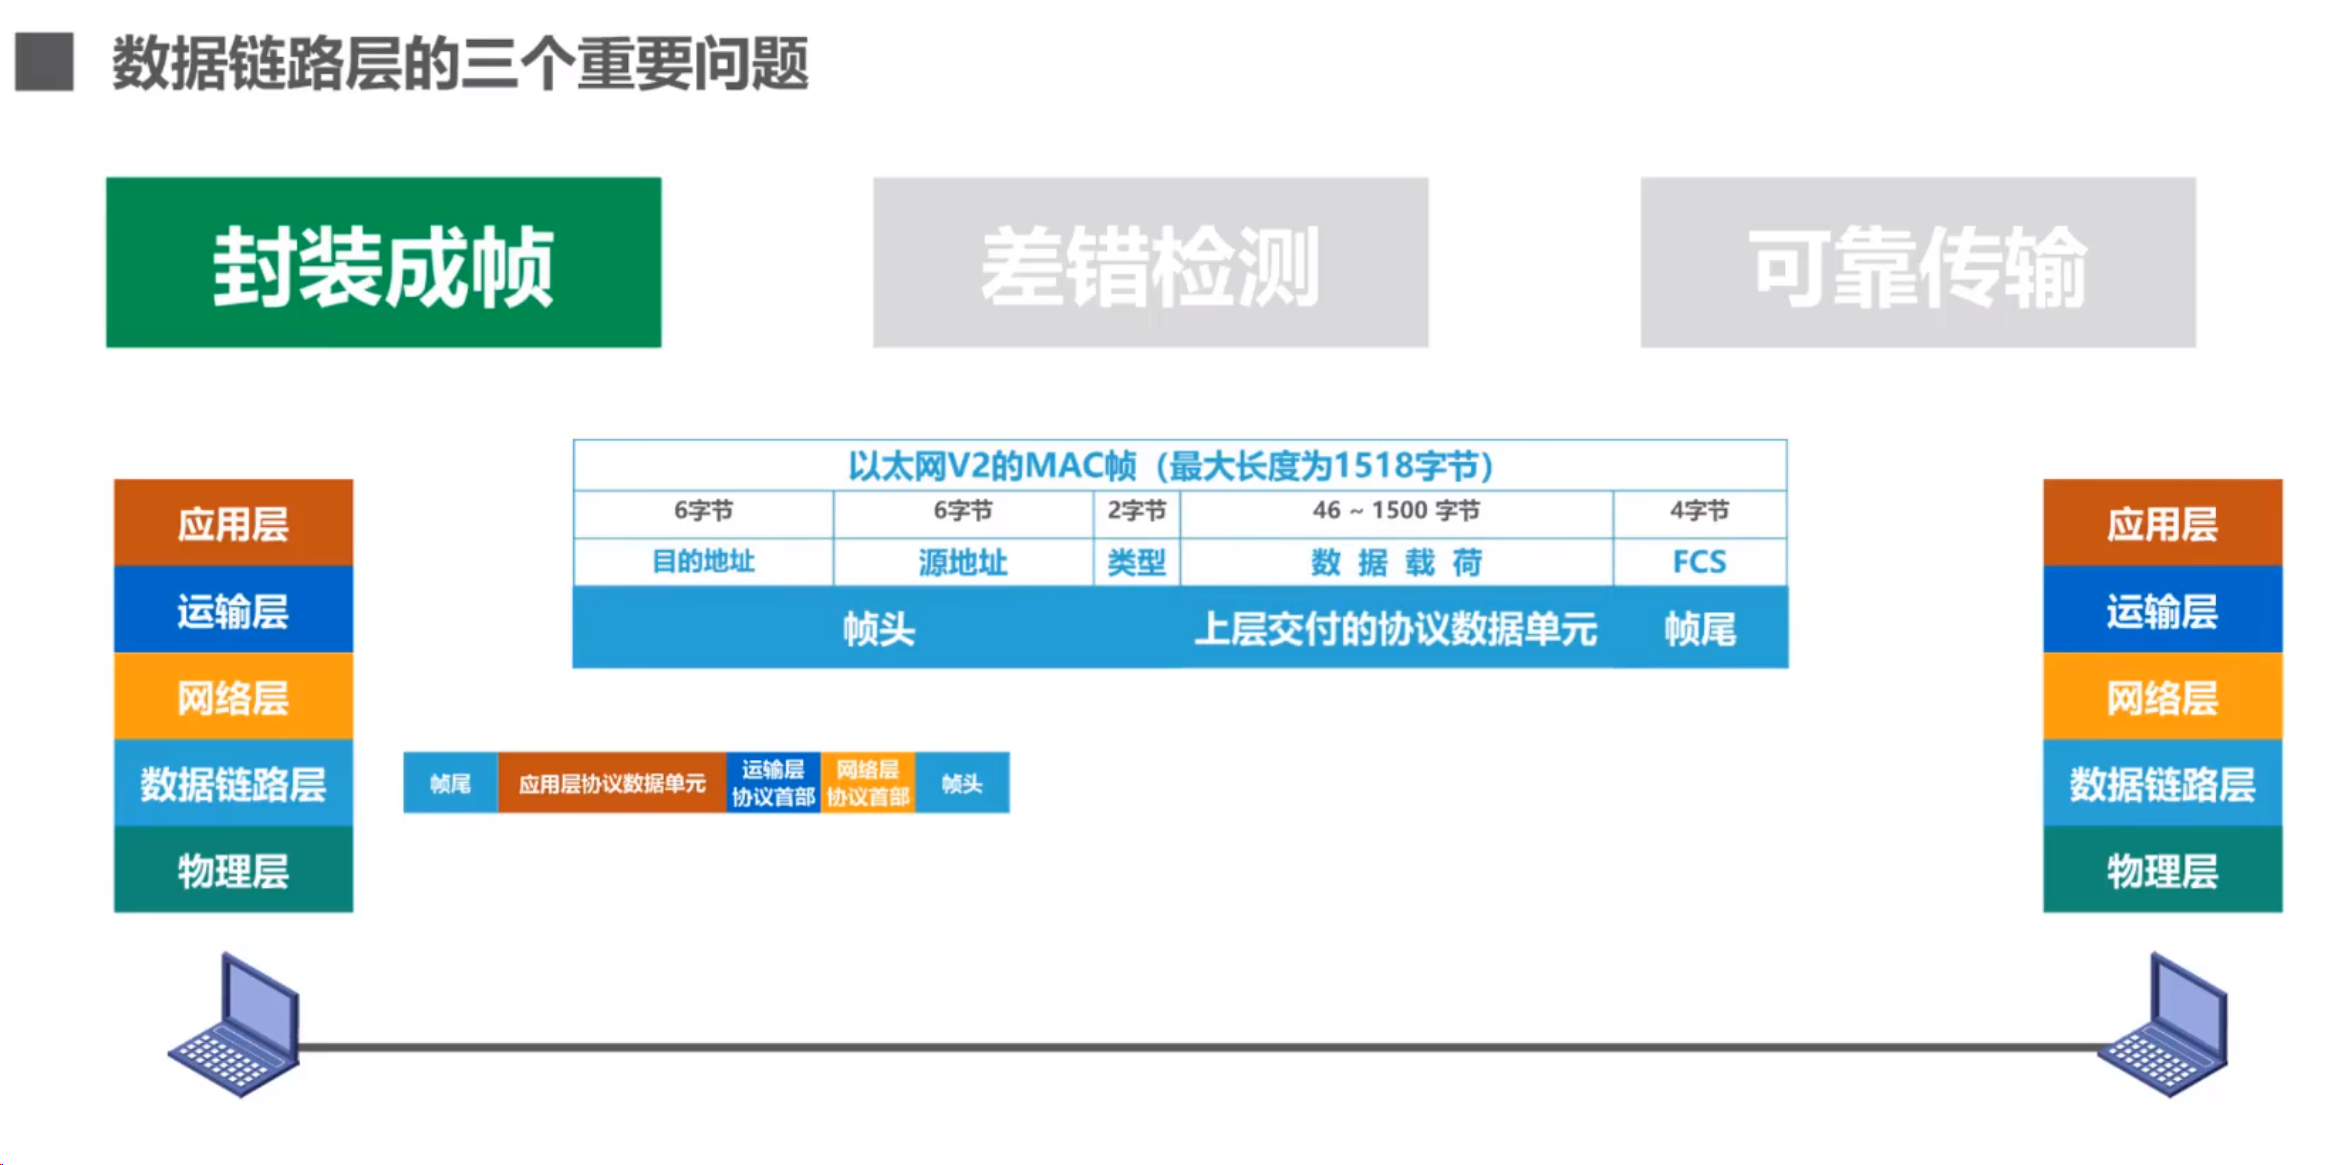 数据链路层的三个重要问题
封装成帧
差错检测
可靠传输
以太网V2的MAC帧（最大长度为1518字节）
6字节 6字节 2字节 46 ~ 1500 字节 4字节
目的地址 源地址 类型 数 据 载 荷 FCS
帧头 上层交付的协议数据单元 帧尾
应用层
运输层
网络层
数据链路层
物理层
帧尾
应用层协议数据单元
运输层
协议首部
网络层
协议首部
帧头
应用层
运输层
网络层
数据链路层
物理层